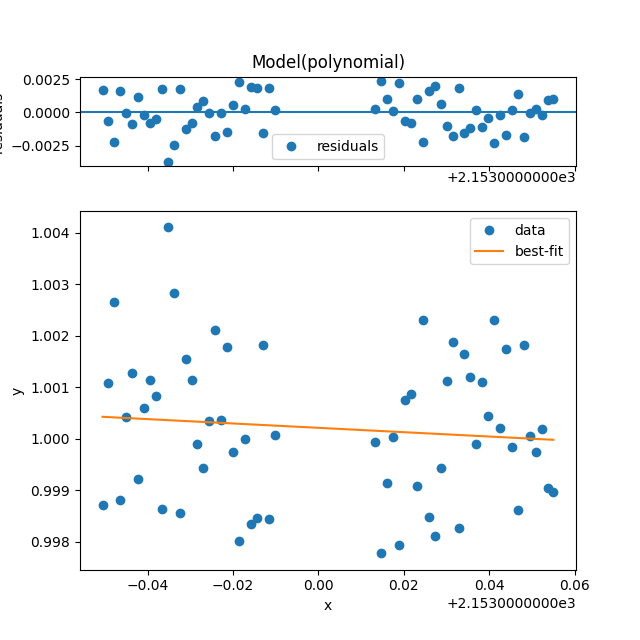 Model(polynomial)
0.0025
0.0000
−0.0025
residuals
+2.1530000000e3
1.004
1.003
1.002
1.001
1.000
0.999
0.998
y
data
best-fit
−0.04
−0.02
0.00
0.02
0.04
0.06
x
+2.1530000000e3